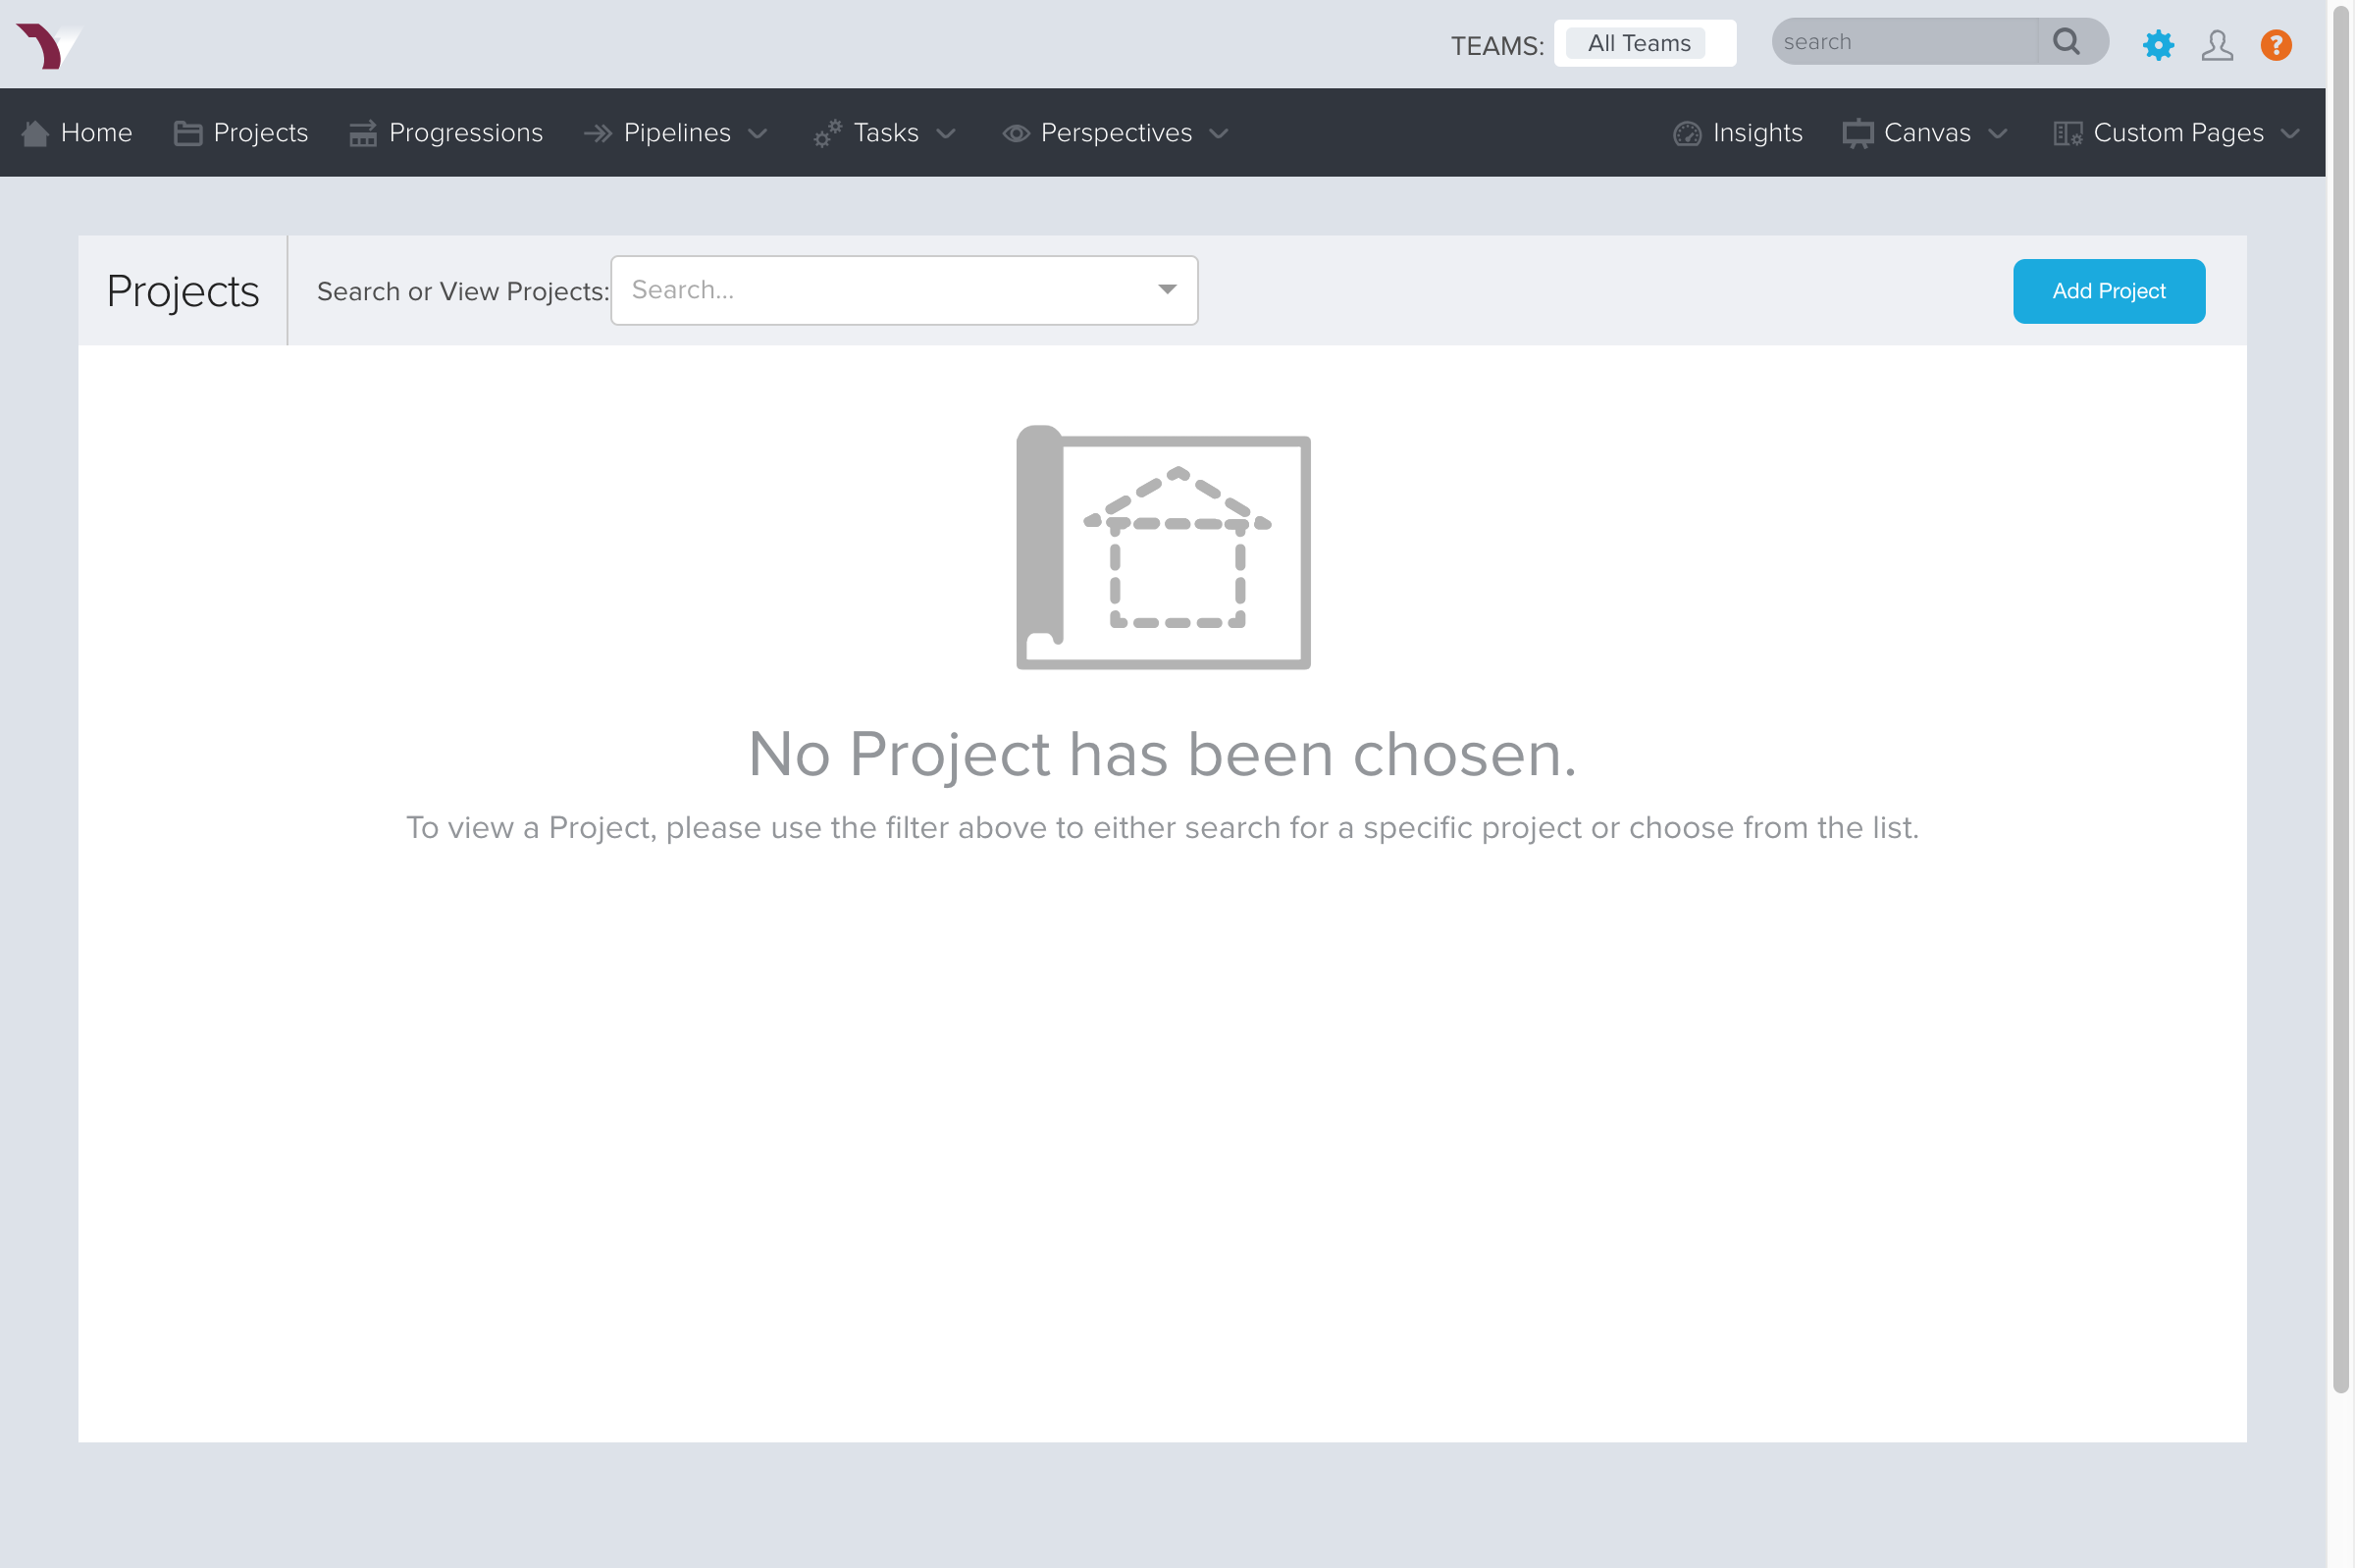 TEAMS: All Teams search ?
Home Projects Progressions Pipelines Tasks Perspectives Insights Canvas Custom Pages
Projects Search or View Projects: Search... Add Project
No Project has been chosen.
To view a Project, please use the filter above to either search for a specific project or choose from the list.